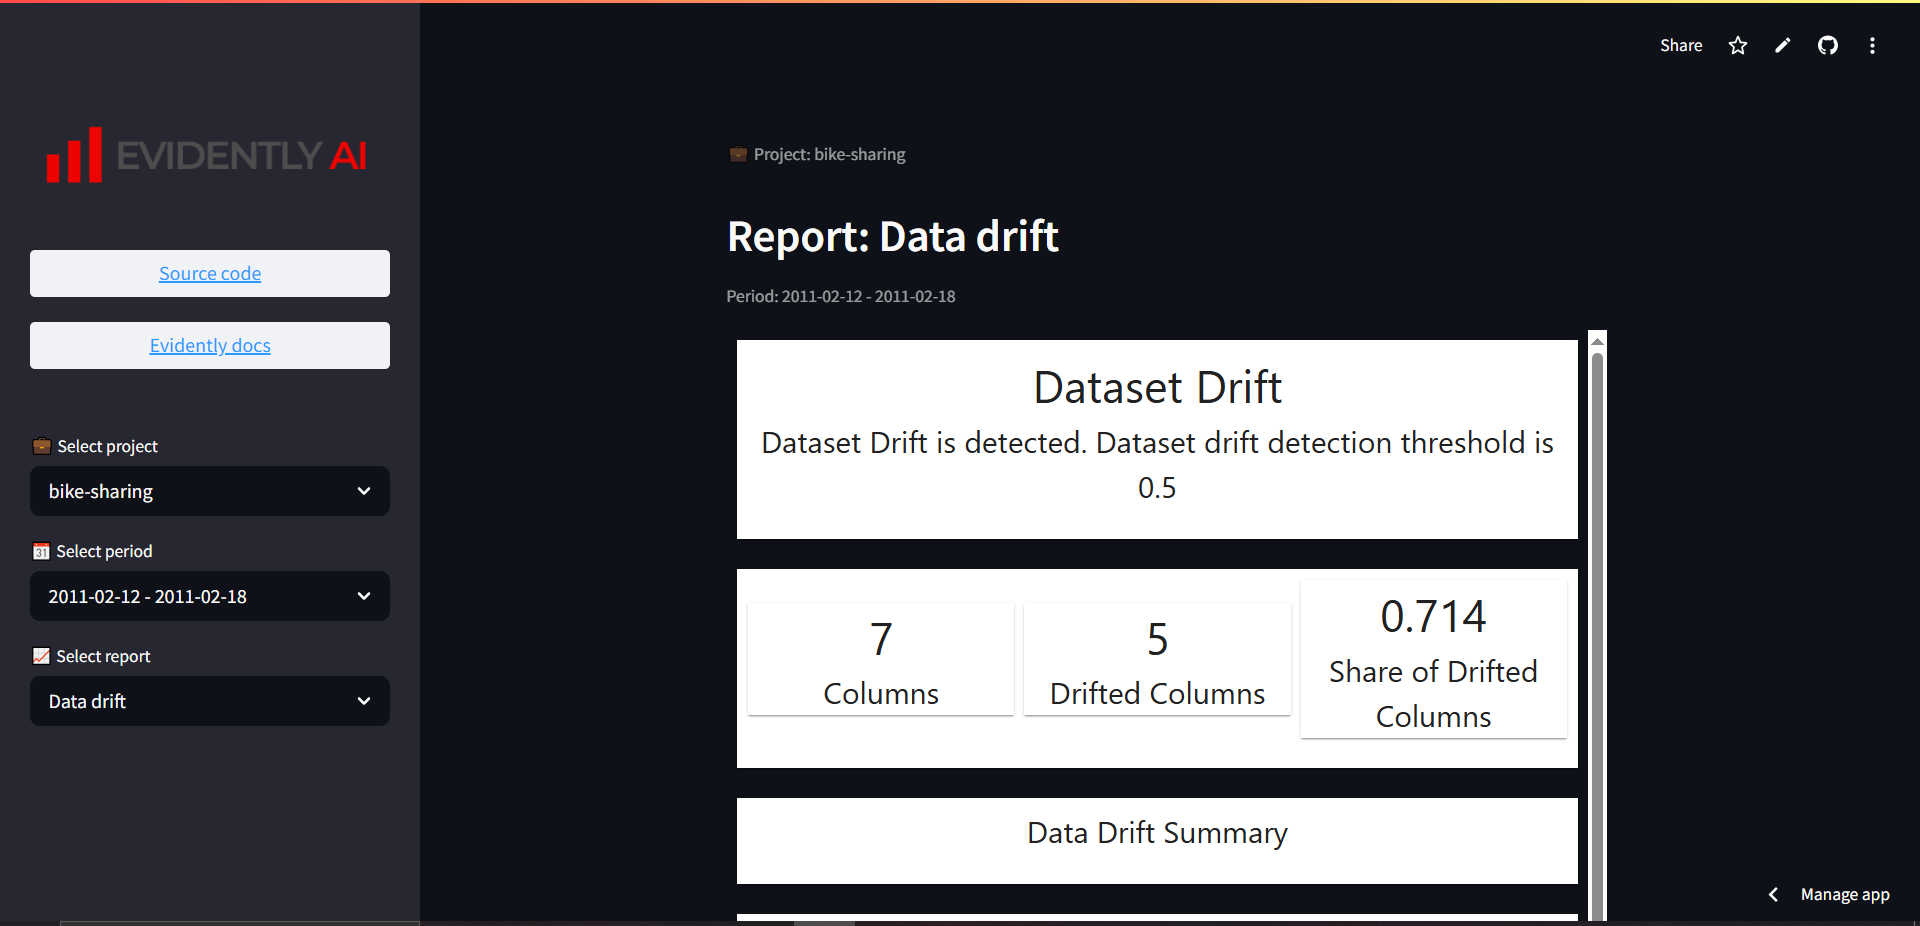 Share
EVIDENTLY AI
Source code
Evidently docs
Select project
bike-sharing
31 Select period
2011-02-12 - 2011-02-18
Select report
Data drift
Project: bike-sharing
Report: Data drift
Period: 2011-02-12 - 2011-02-18
Dataset Drift
Dataset Drift is detected. Dataset drift detection threshold is
0.5
7
Columns
5
Drifted Columns
0.714
Share of Drifted
Columns
Data Drift Summary
Manage app